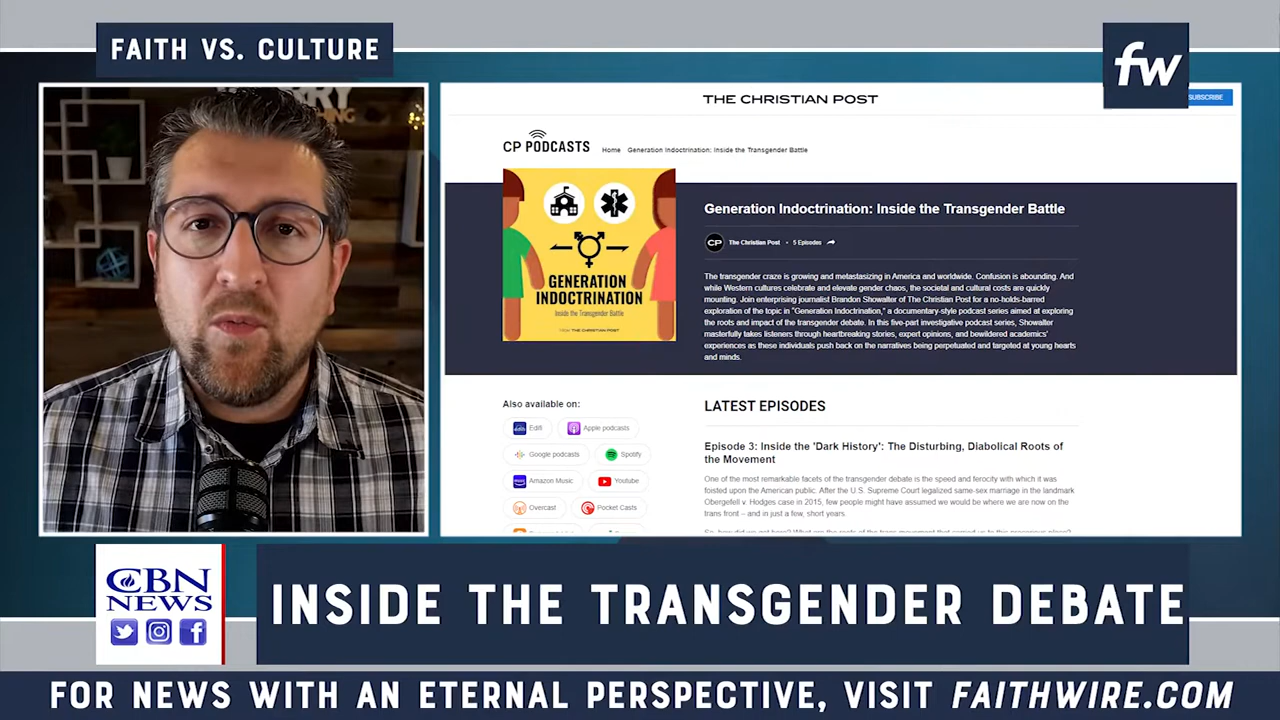 FAITH VS. CULTURE
fw
THE CHRISTIAN POST
SUBSCRIBE
CP PODCASTS
Home Generation Indoctrination: Inside the Transgender Battle
GENERATION
INDOCTRINATION
Inside the Transgender Battle
THE CHRISTIAN POST
Generation Indoctrination: Inside the Transgender Battle
CP The Christian Post • 5 Episodes
The transgender craze is growing and metastasizing in America and worldwide. Confusion is abounding. And
while Western cultures celebrate and elevate gender chaos, the societal and cultural costs are quickly
mounting. Join enterprising journalist Brandon Showalter of The Christian Post for a no-holds-barred
exploration of the topic in "Generation Indoctrination," a documentary-style podcast series aimed at exploring
the roots and impact of the transgender debate. In this five-part investigative podcast series, Showalter
masterfully takes listeners through heartbreaking stories, expert opinions, and bewildered academics'
experiences as these individuals push back on the narratives being perpetuated and targeted at young hearts
and minds.
Also available on:
Edifi
Apple podcasts
Google podcasts
Spotify
Amazon Music
Youtube
Overcast
Pocket Casts
LATEST EPISODES
Episode 3: Inside the 'Dark History': The Disturbing, Diabolical Roots of
the Movement
One of the most remarkable facets of the transgender debate is the speed and ferocity with which it was
foisted upon the American public. After the U.S. Supreme Court legalized same-sex marriage in the landmark
Obergefell v. Hodges case in 2015, few people might have assumed we would be where we are now on the
trans front – and in just a few, short years.
CBN
NEWS
INSIDE THE TRANSGENDER DEBATE
FOR NEWS WITH AN ETERNAL PERSPECTIVE, VISIT FAITHWIRE.COM